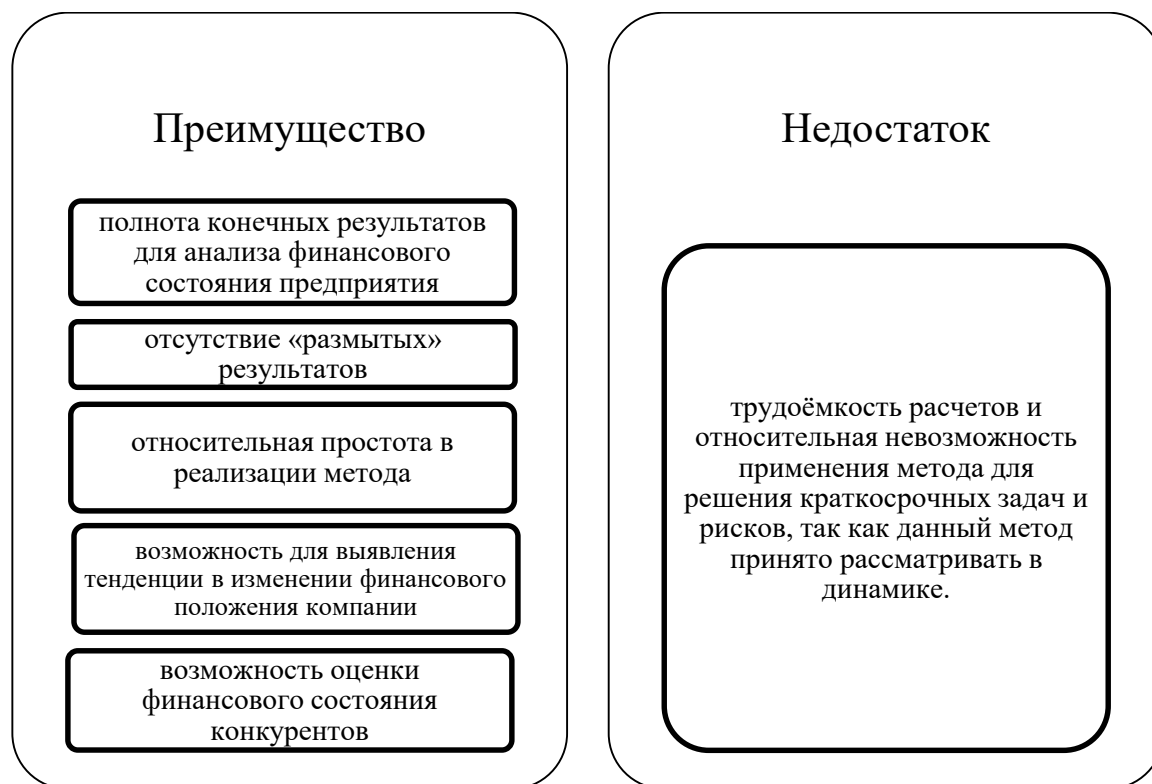 Преимущество
полнота конечных результатов
для анализа финансового
состояния предприятия
отсутствие «размытых»
результатов
относительная простота в
реализации метода
возможность для выявления
тенденции в изменении финансового
положения компании
возможность оценки
финансового состояния
конкурентов
Недостаток
трудоёмкость расчетов и
относительная невозможность
применения метода для
решения краткосрочных задач и
рисков, так как данный метод
принято рассматривать в
динамике.